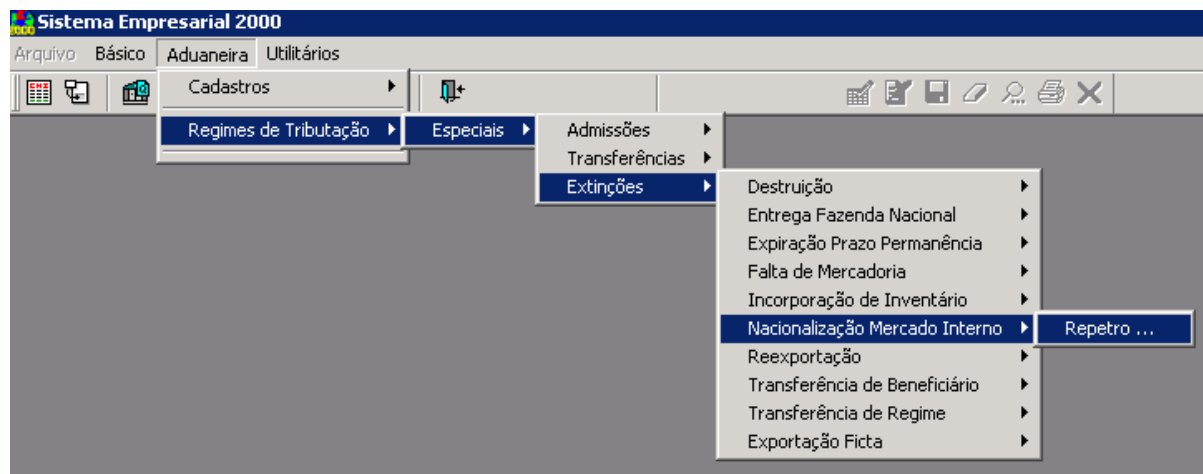 Sistema Empresarial 2000
Arquivo Básico Aduaneira Utilitários
Cadastros
Regimes de Tributação Especiais Admissões
Transferências
Extinções Destruição
Entrega Fazenda Nacional
Expiração Prazo Permanência
Falta de Mercadoria
Incorporação de Inventário
Nacionalização Mercado Interno Repetro ...
Reexportação
Transferência de Beneficiário
Transferência de Regime
Exportação Ficta